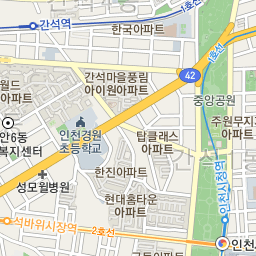 간석역
1호선
한국아파트
1호선
간석마을풍림
아이원아파트
42
월드
아파트
중앙공원
안6동
복지센터
인천경원
초등학교
탑클래스
아파트
주원무지
아파트
한진아파트
성모월병원
인천시청역
현대홈타운
아파트
석바위시장역
2호선
인천